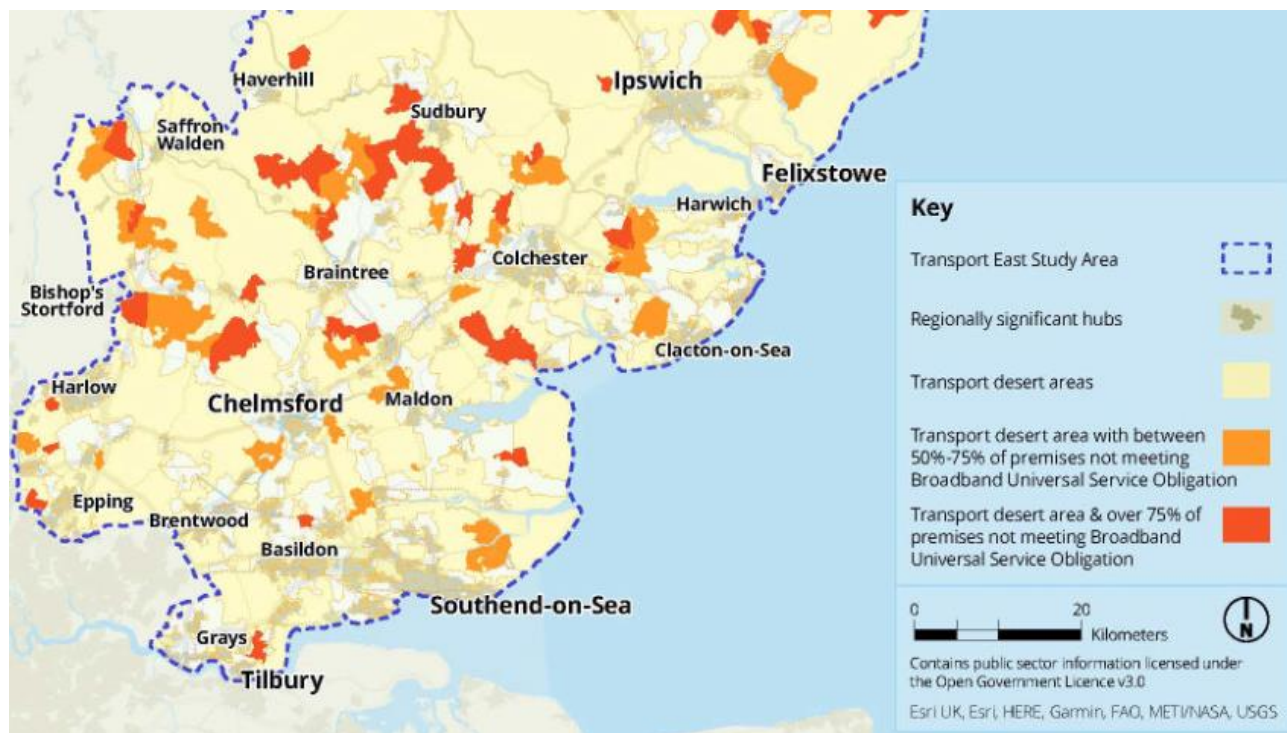 Haverhill
Ipswich
Sudbury
Saffron
Walden
Felixstowe
Harwich
Colchester
Braintree
Bishop's
Stortford
Clacton-on-Sea
Harlow
Chelmsford
Maldon
Epping
Brentwood
Basildon
Southend-on-Sea
Grays
Tilbury
Key
Transport East Study Area
Regionally significant hubs
Transport desert areas
Transport desert area with between
50%-75% of premises not meeting
Broadband Universal Service Obligation
Transport desert area & over 75% of
premises not meeting Broadband
Universal Service Obligation
0 20
Kilometers
N
Contains public sector information licensed under
the Open Government Licence v3.0
Esri UK, Esri, HERE, Garmin, FAO, METI/NASA, USGS